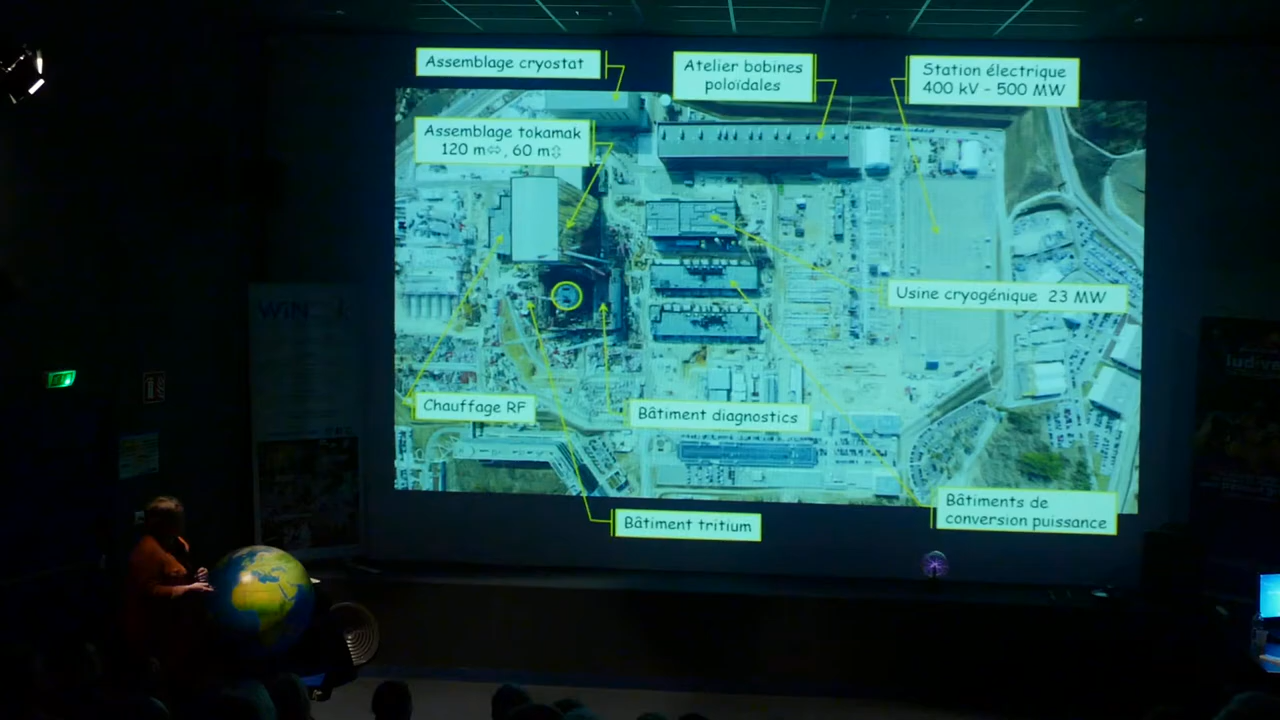 Assemblage cryostat
Atelier bobines
poloïdales
Station électrique
400 kV - 500 MW
Assemblage tokamak
120 m⇔, 60 m⇕
Usine cryogénique 23 MW
Chauffage RF
Bâtiment diagnostics
Bâtiments de
conversion puissance
Bâtiment tritium